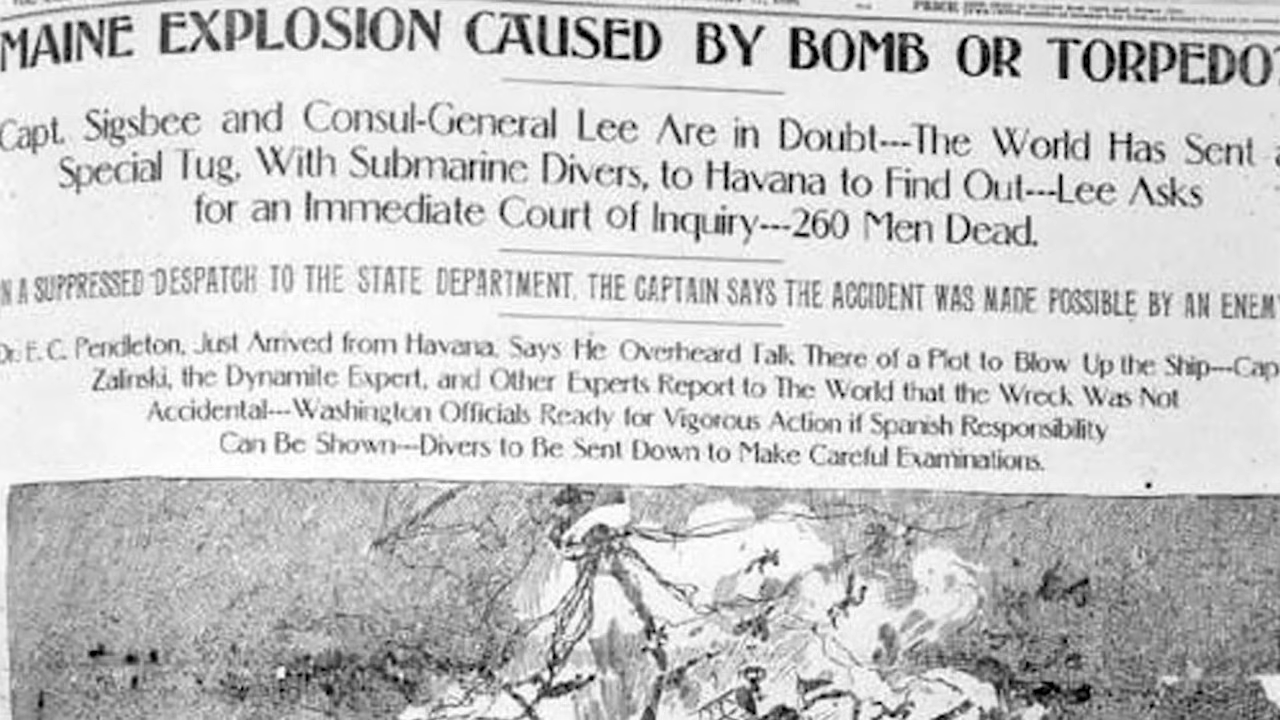 PRICE
MAINE EXPLOSION CAUSED BY BOMB OR TORPEDO?
Capt. Sigsbee and Consul-General Lee Are in Doubt---The World Has Sent a
Special Tug, With Submarine Divers, to Havana to Find Out---Lee Asks
for an Immediate Court of Inquiry---260 Men Dead.
N A SUPPRESSED DESPATCH TO THE STATE DEPARTMENT, THE CAPTAIN SAYS THE ACCIDENT WAS MADE POSSIBLE BY AN ENEMY
Dr. E. C. Pendleton, Just Arrived from Havana, Says He Overheard Talk There of a Plot to Blow Up the Ship---Cap
Zalinski, the Dynamite Expert, and Other Experts Report to The World that the Wreck Was Not
Accidental---Washington Officials Ready for Vigorous Action if Spanish Responsibility
Can Be Shown---Divers to Be Sent Down to Make Careful Examinations.